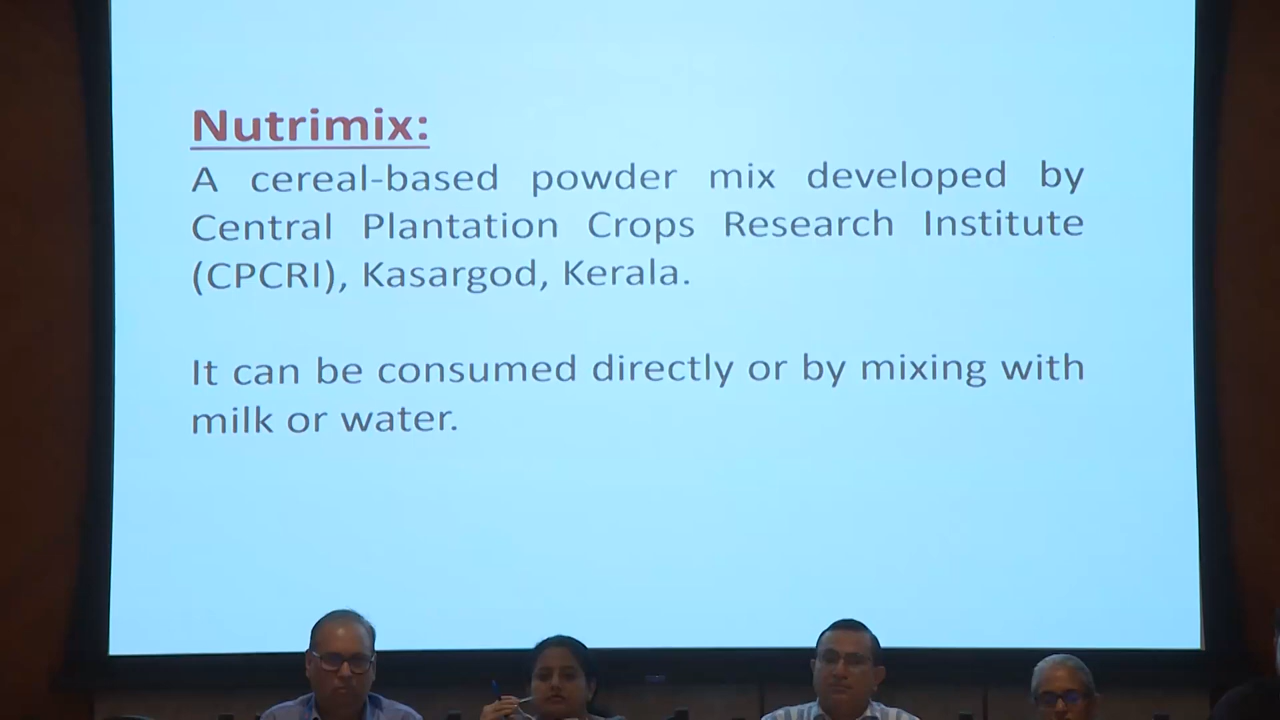 Nutrimix:
A cereal-based powder mix developed by
Central Plantation Crops Research Institute
(CPCRI), Kasargod, Kerala.
It can be consumed directly or by mixing with
milk or water.